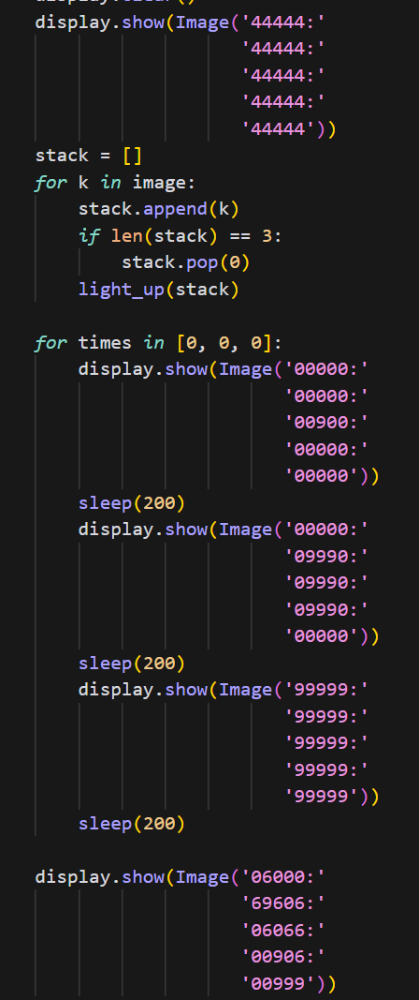 display.clear()
display.show(Image('44444:'
                   '44444:'
                   '44444:'
                   '44444:'
                   '44444'))
stack = []
for k in image:
    stack.append(k)
    if len(stack) == 3:
        stack.pop(0)
    light_up(stack)

for times in [0, 0, 0]:
    display.show(Image('00000:'
                       '00000:'
                       '00900:'
                       '00000:'
                       '00000'))
    sleep(200)
    display.show(Image('00000:'
                       '09990:'
                       '09990:'
                       '09990:'
                       '00000'))
    sleep(200)
    display.show(Image('99999:'
                       '99999:'
                       '99999:'
                       '99999:'
                       '99999'))
    sleep(200)

display.show(Image('06000:'
                   '69606:'
                   '06066:'
                   '00906:'
                   '00999'))